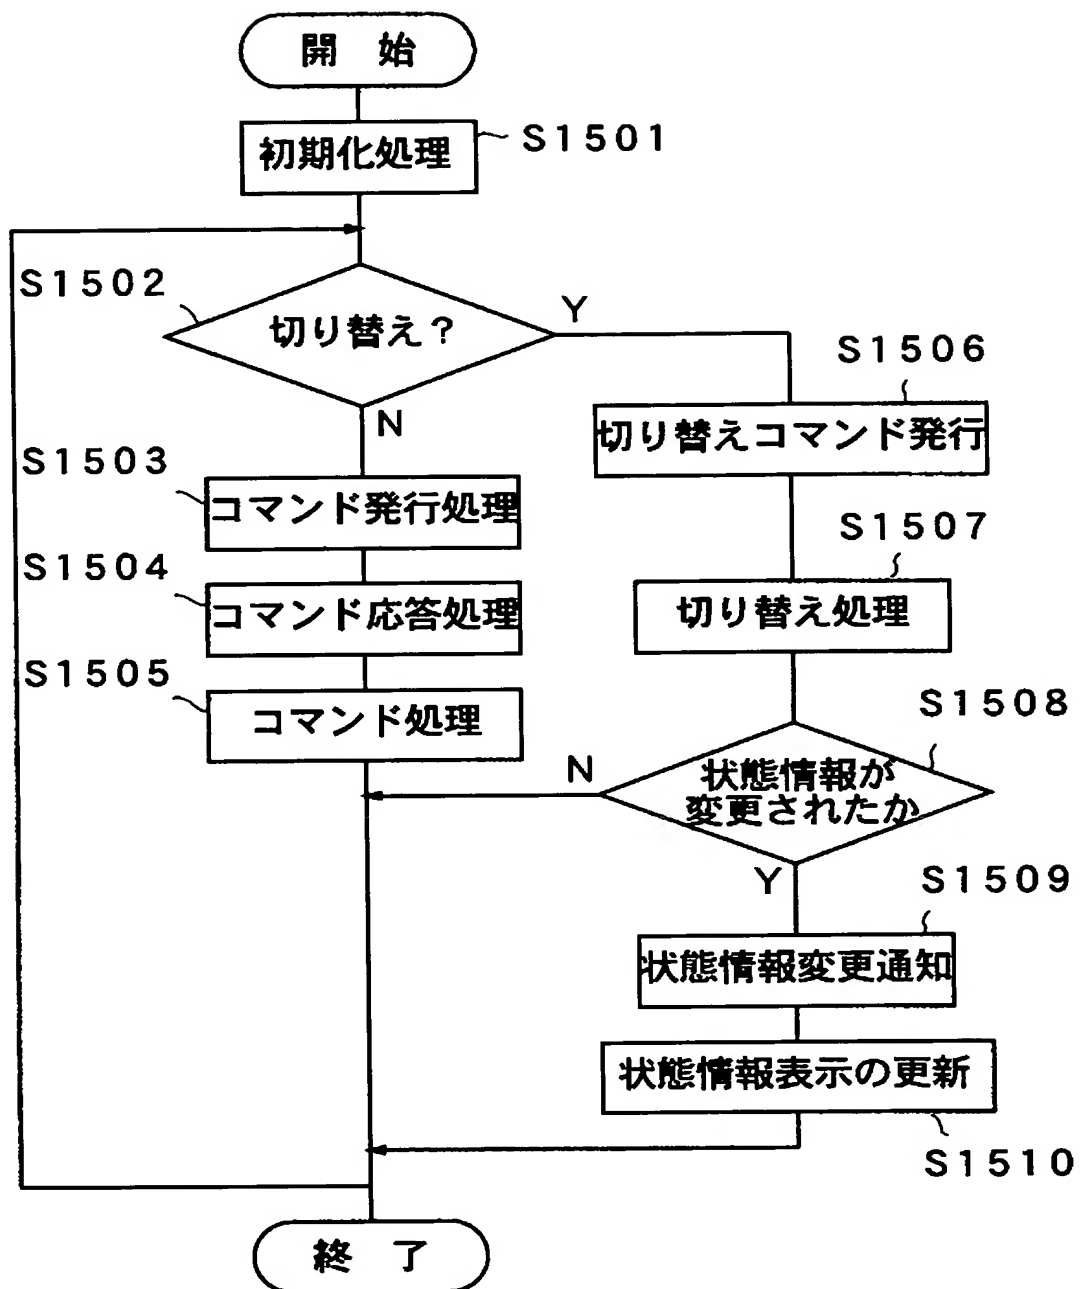 開 始
初期化処理
S1501
S1502
切り替え?
Y
N
S1503
コマンド発行処理
S1504
コマンド応答処理
S1505
コマンド処理
S1506
切り替えコマンド発行
S1507
切り替え処理
S1508
状態情報が
変更されたか
N
Y
S1509
状態情報変更通知
状態情報表示の更新
S1510
終 了